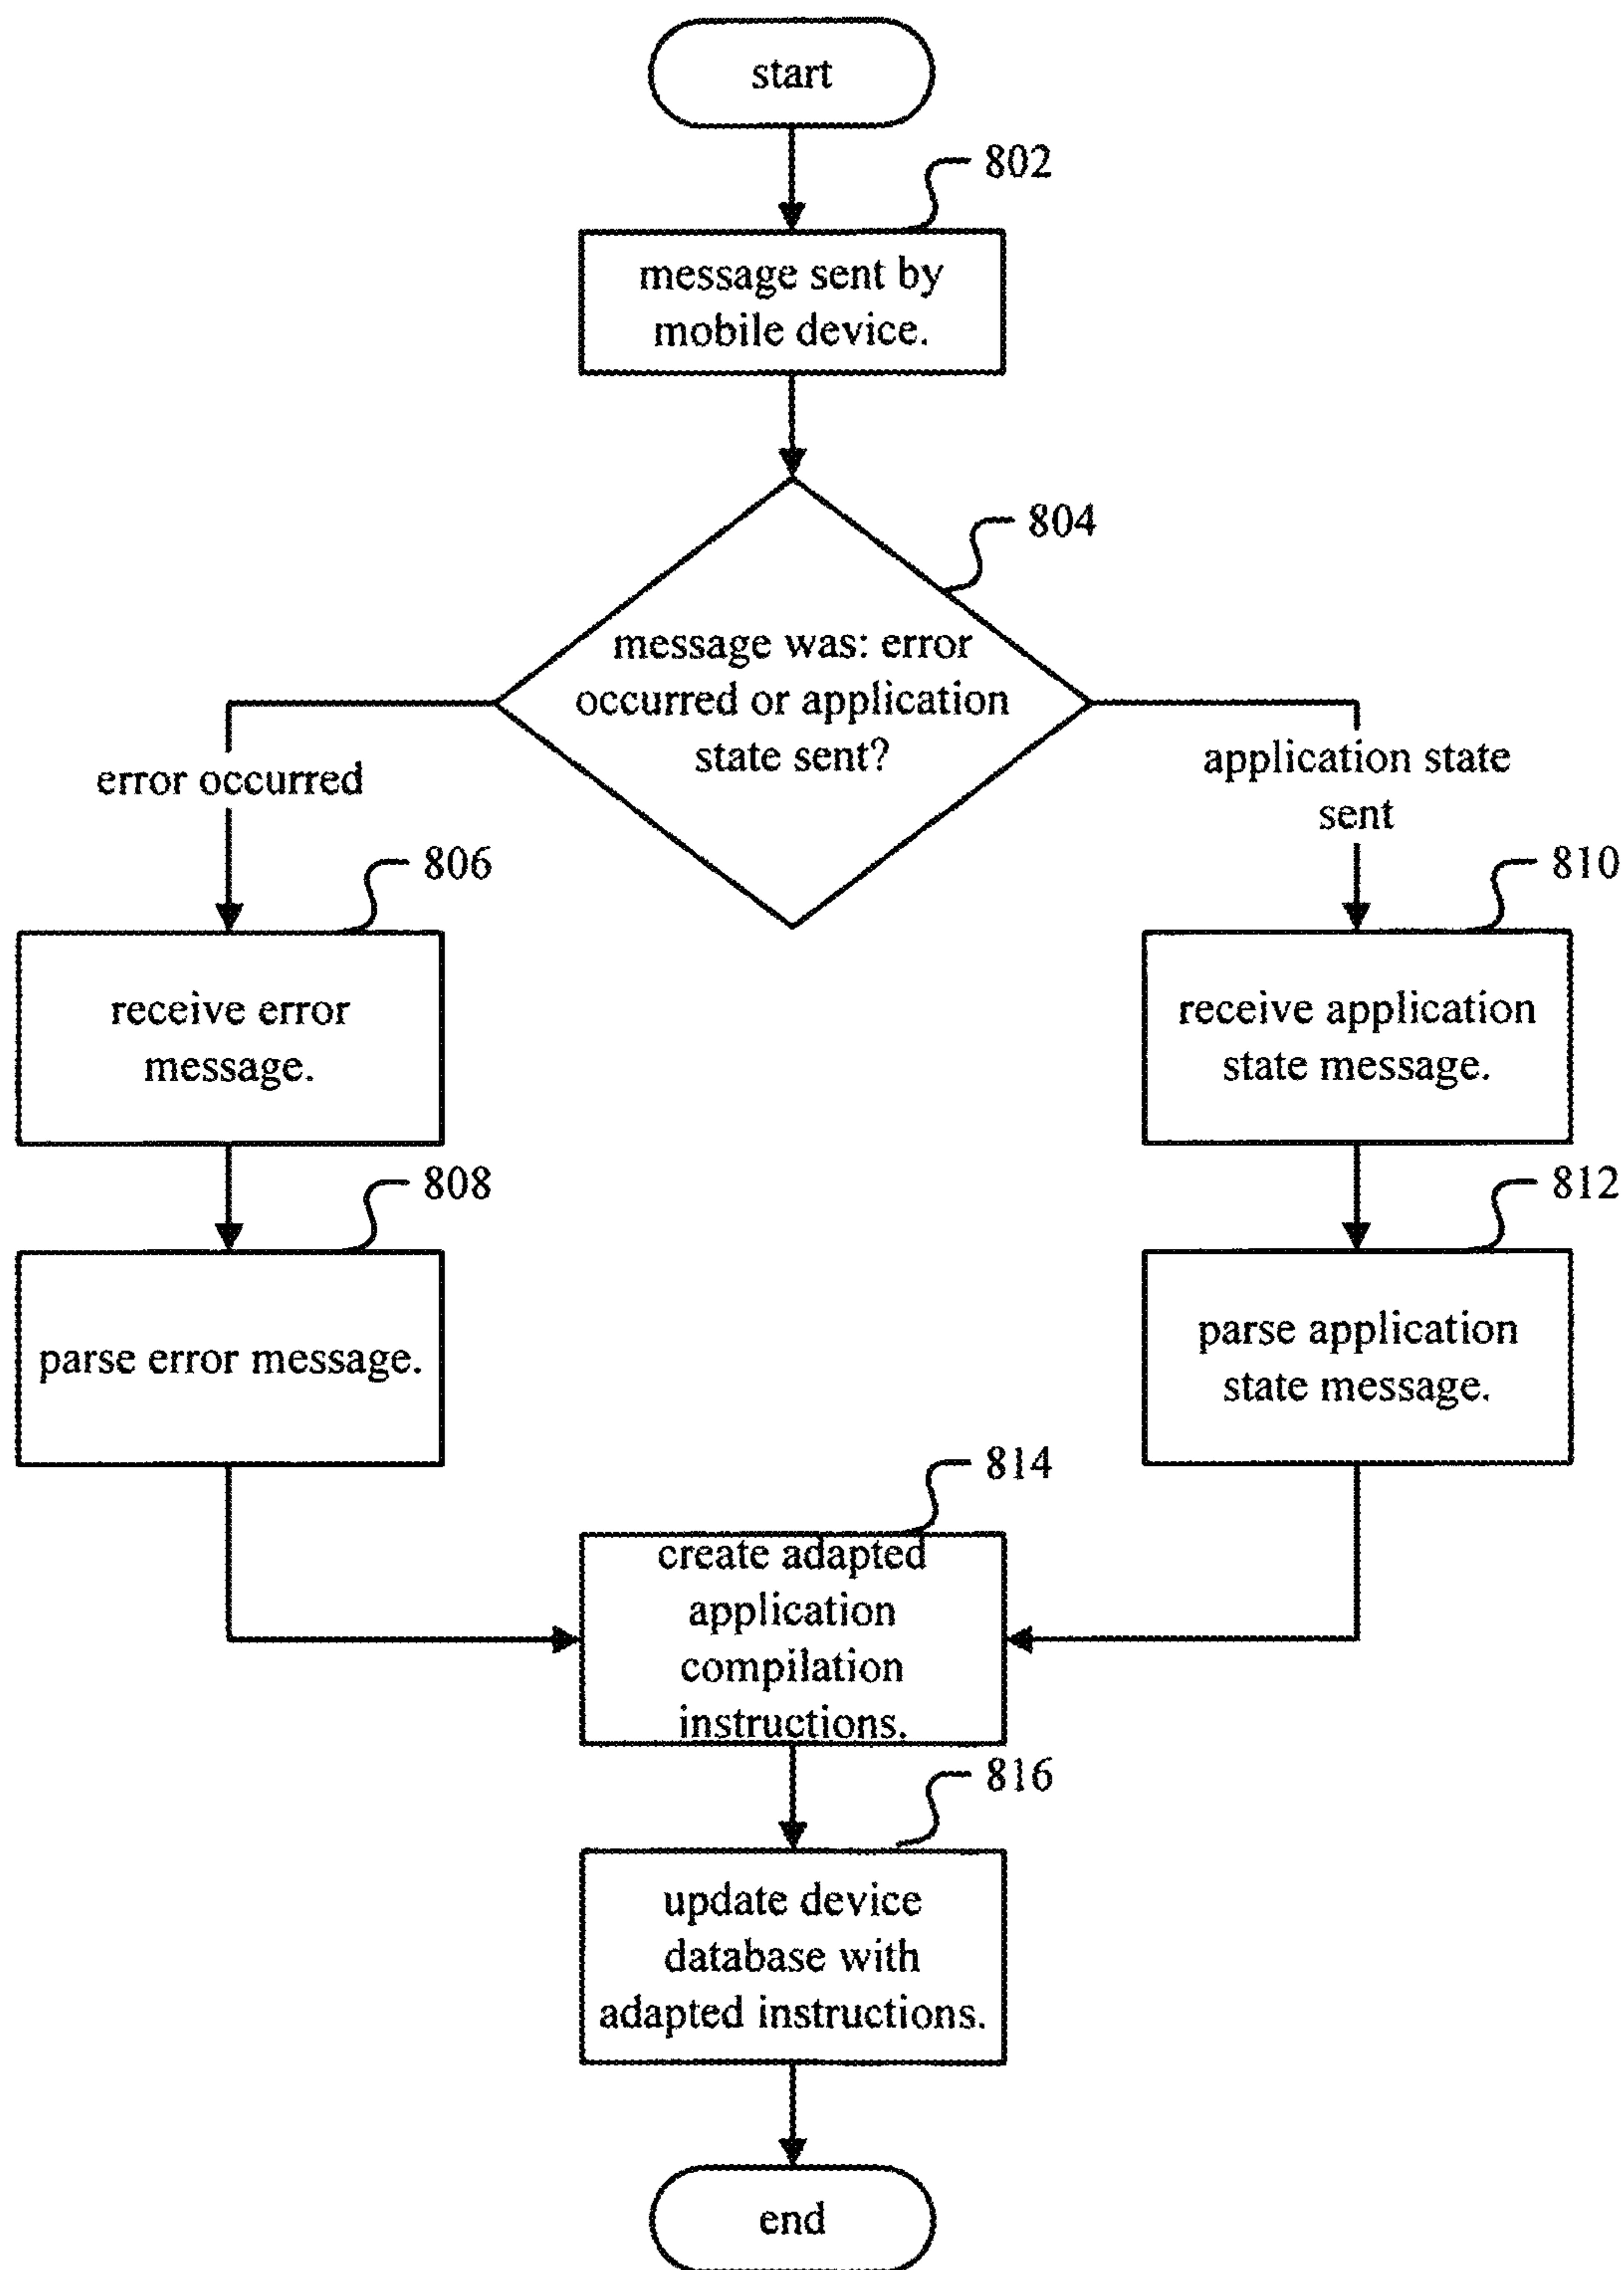 start
802
message sent by
mobile device.
804
message was: error
occurred or application
state sent?
error occurred
application state
sent
806
receive error
message.
810
receive application
state message.
808
parse error message.
812
parse application
state message.
814
create adapted
application
compilation
instructions.
816
update device
database with
adapted instructions.
end